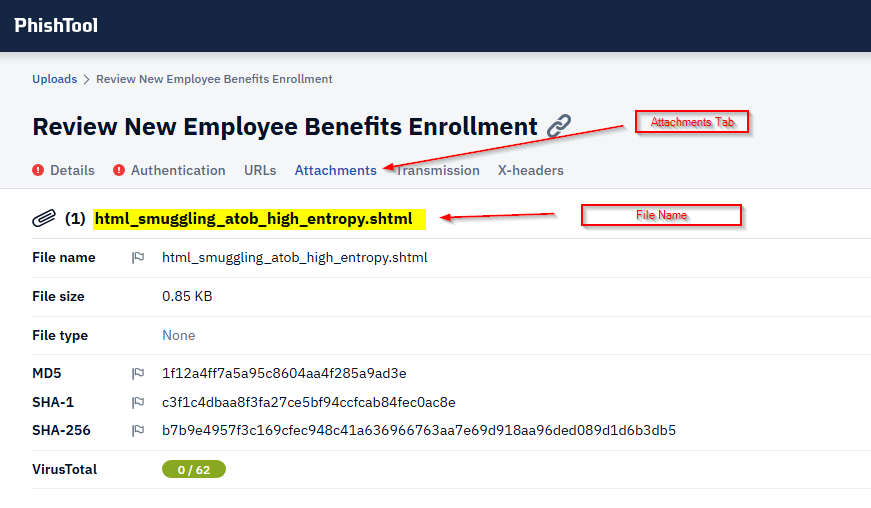 PhishTool
Uploads > Review New Employee Benefits Enrollment
Review New Employee Benefits Enrollment
Attachments Tab
Details Authentication URLs Attachments Transmission X-headers
(1) html_smuggling_atob_high_entropy.shtml
File Name
File name html_smuggling_atob_high_entropy.shtml
File size 0.85 KB
File type None
MD5 1f12a4ff7a5a95c8604aa4f285a9ad3e
SHA-1 c3f1c4dbaa8f3fa27ce5bf94ccfcab84fec0ac8e
SHA-256 b7b9e4957f3c169cfec948c41a636966763aa7e69d918aa96ded089d1d6b3db5
VirusTotal 0 / 62